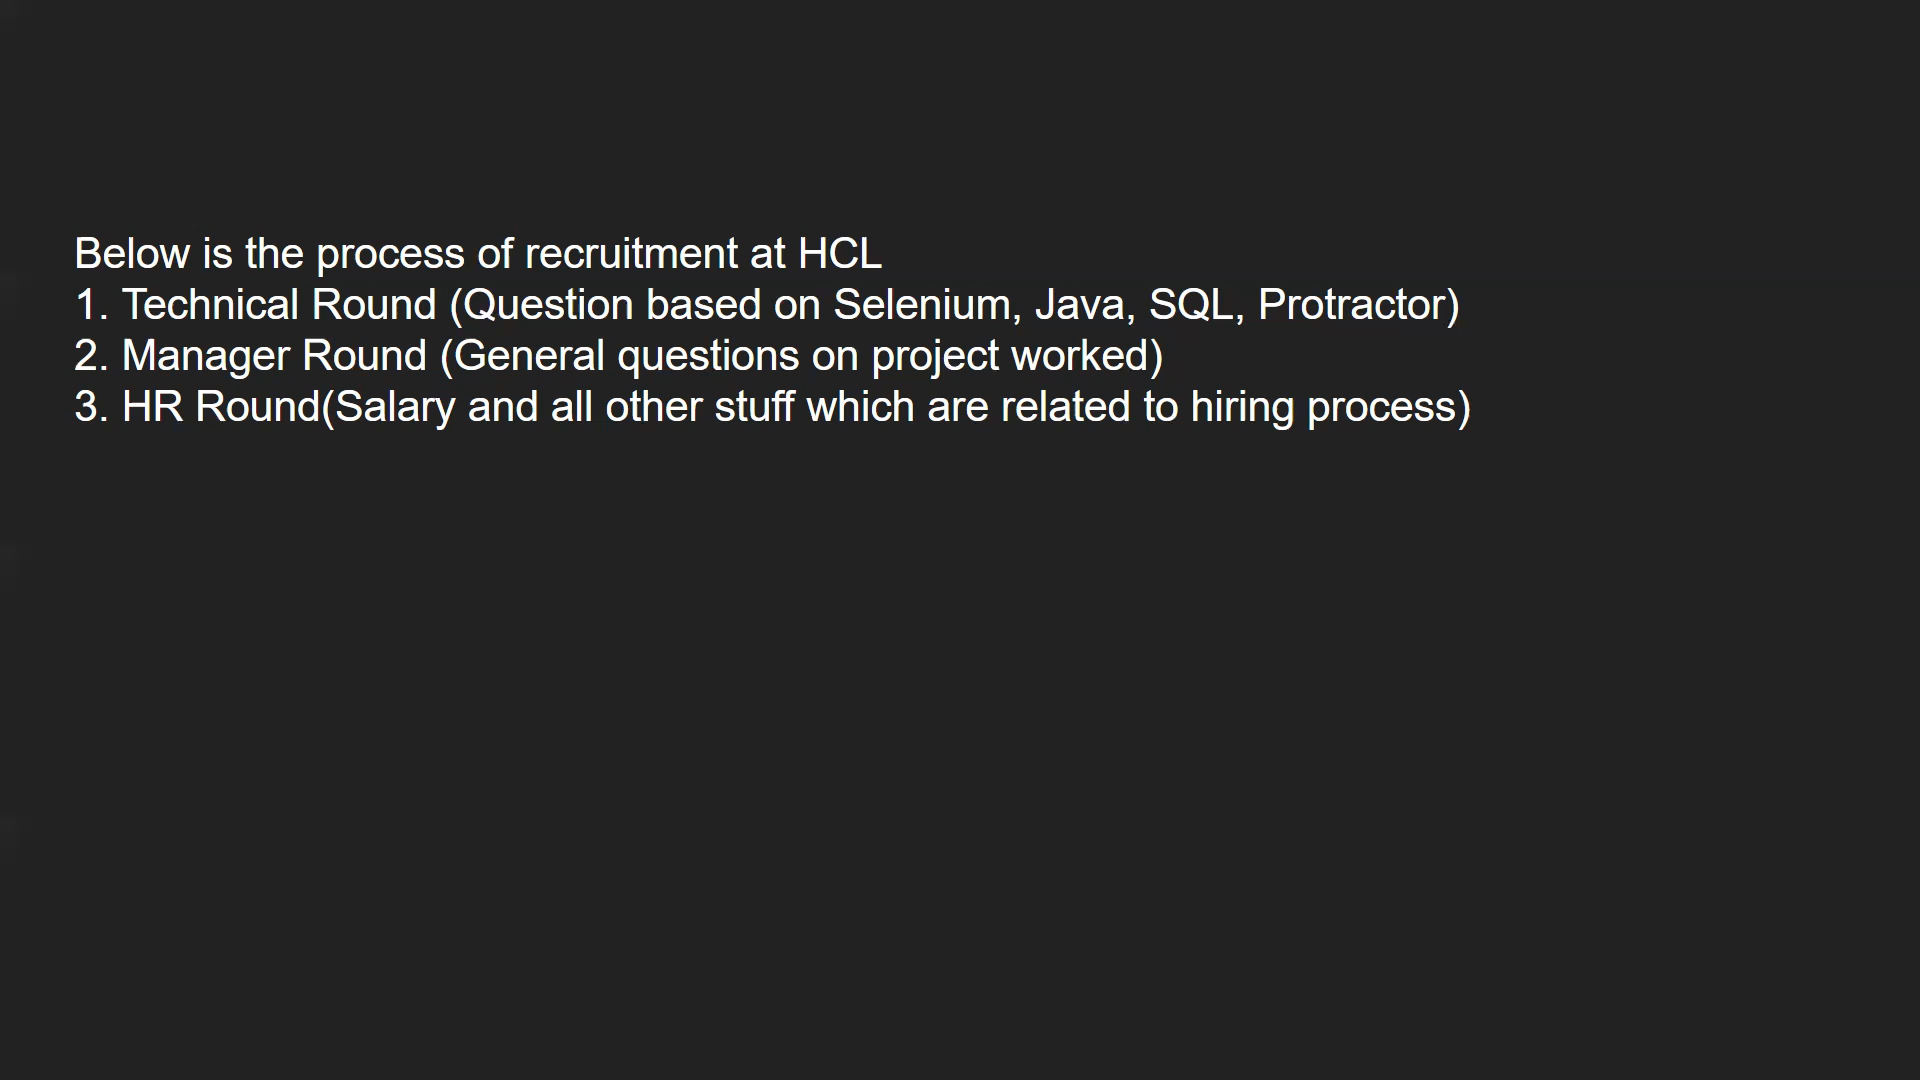 Below is the process of recruitment at HCL
1. Technical Round (Question based on Selenium, Java, SQL, Protractor)
2. Manager Round (General questions on project worked)
3. HR Round(Salary and all other stuff which are related to hiring process)